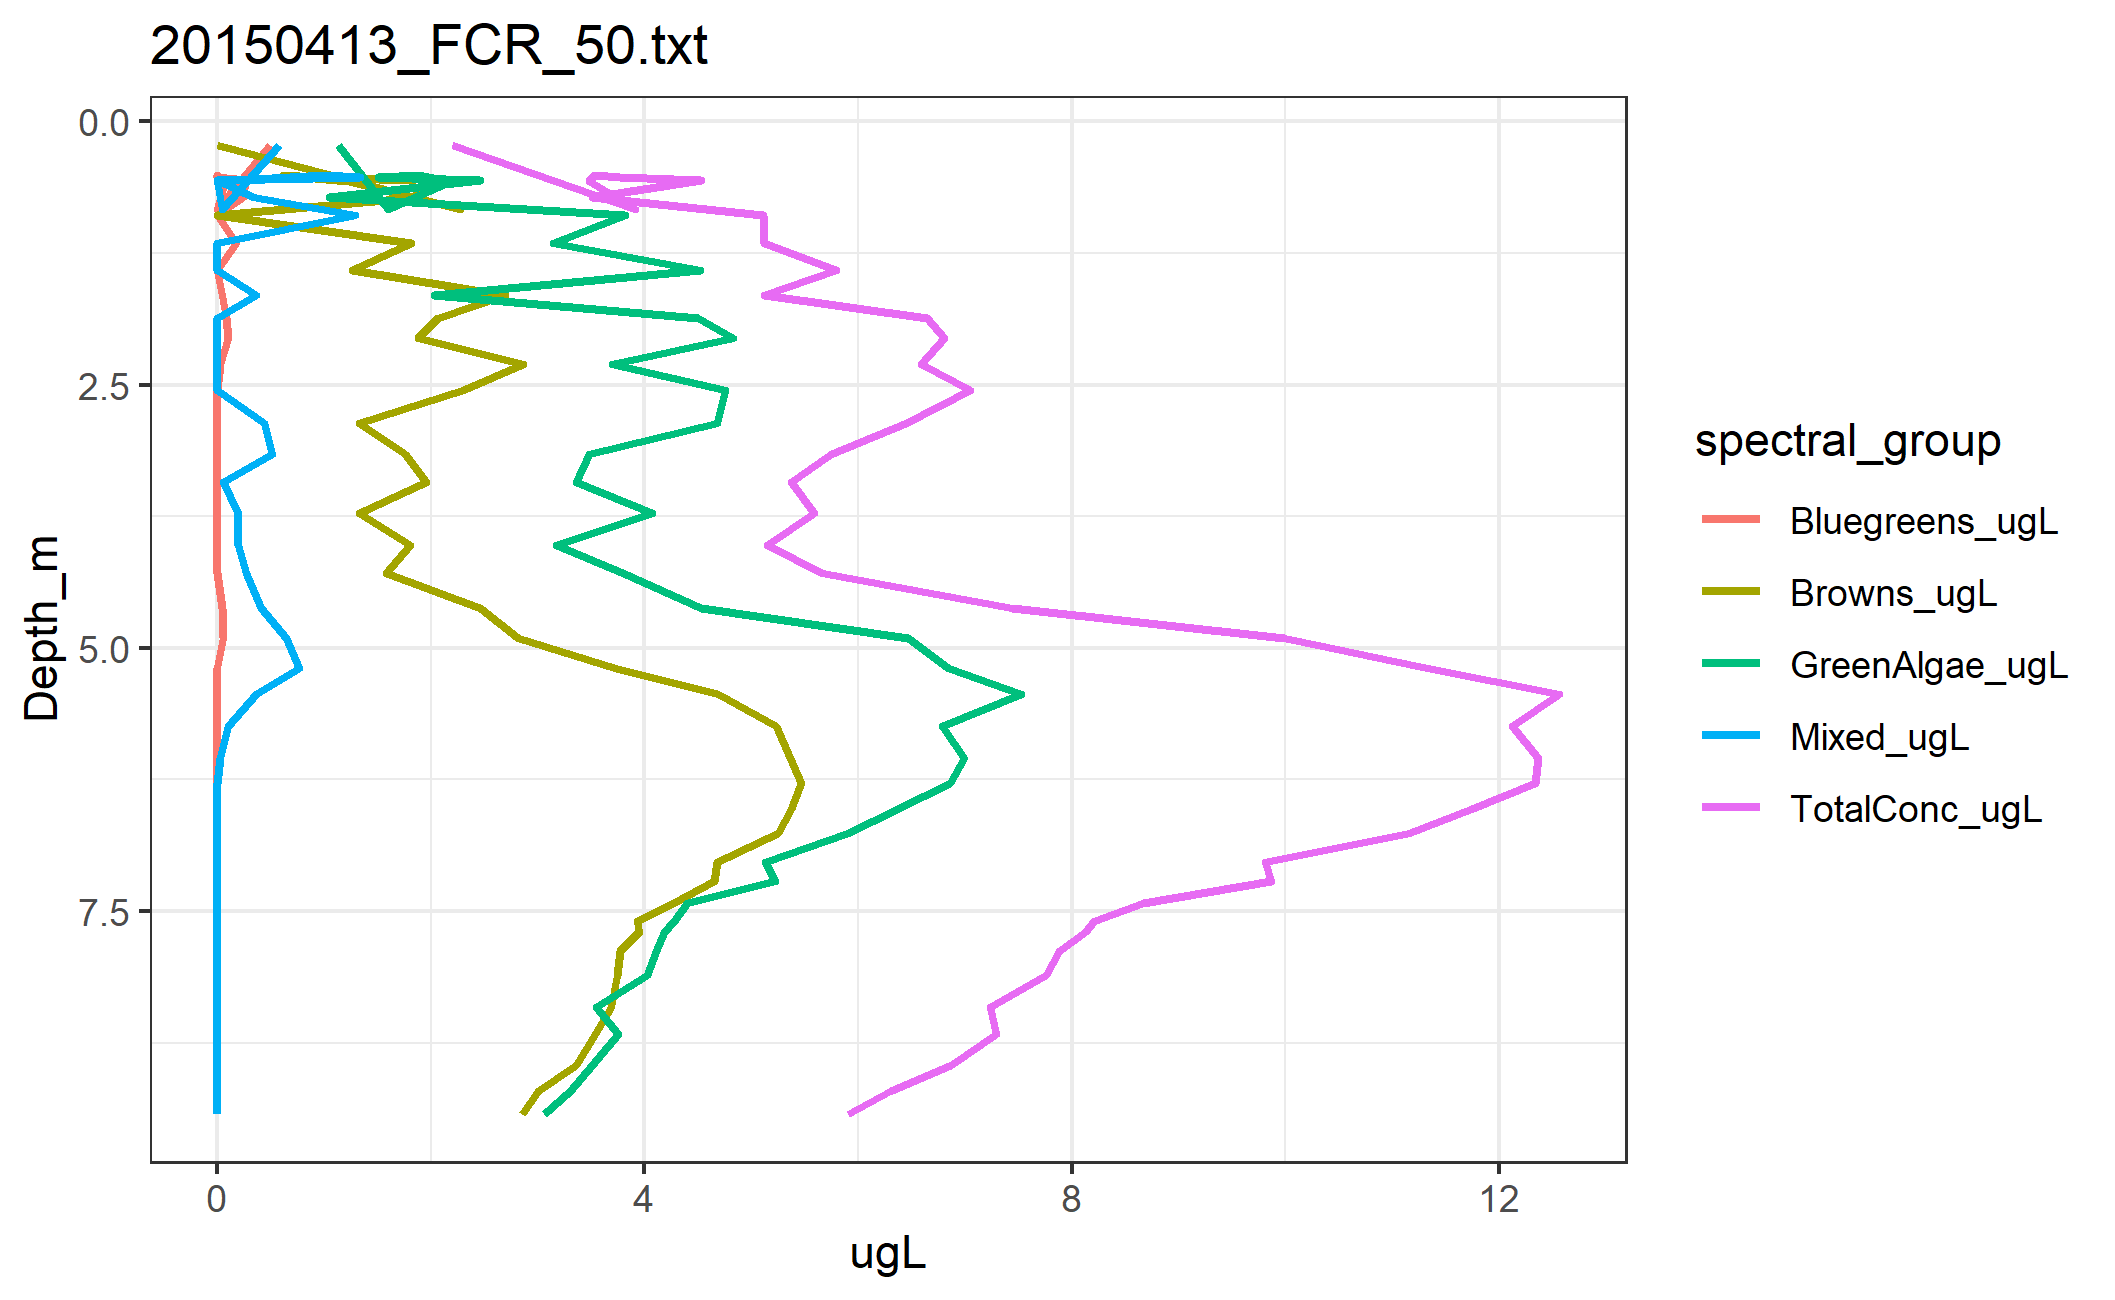 20150413_FCR_50.txt
0.0
2.5
5.0
7.5
Depth_m
0
4
8
12
ugL
spectral_group
Bluegreens_ugL
Browns_ugL
GreenAlgae_ugL
Mixed_ugL
TotalConc_ugL